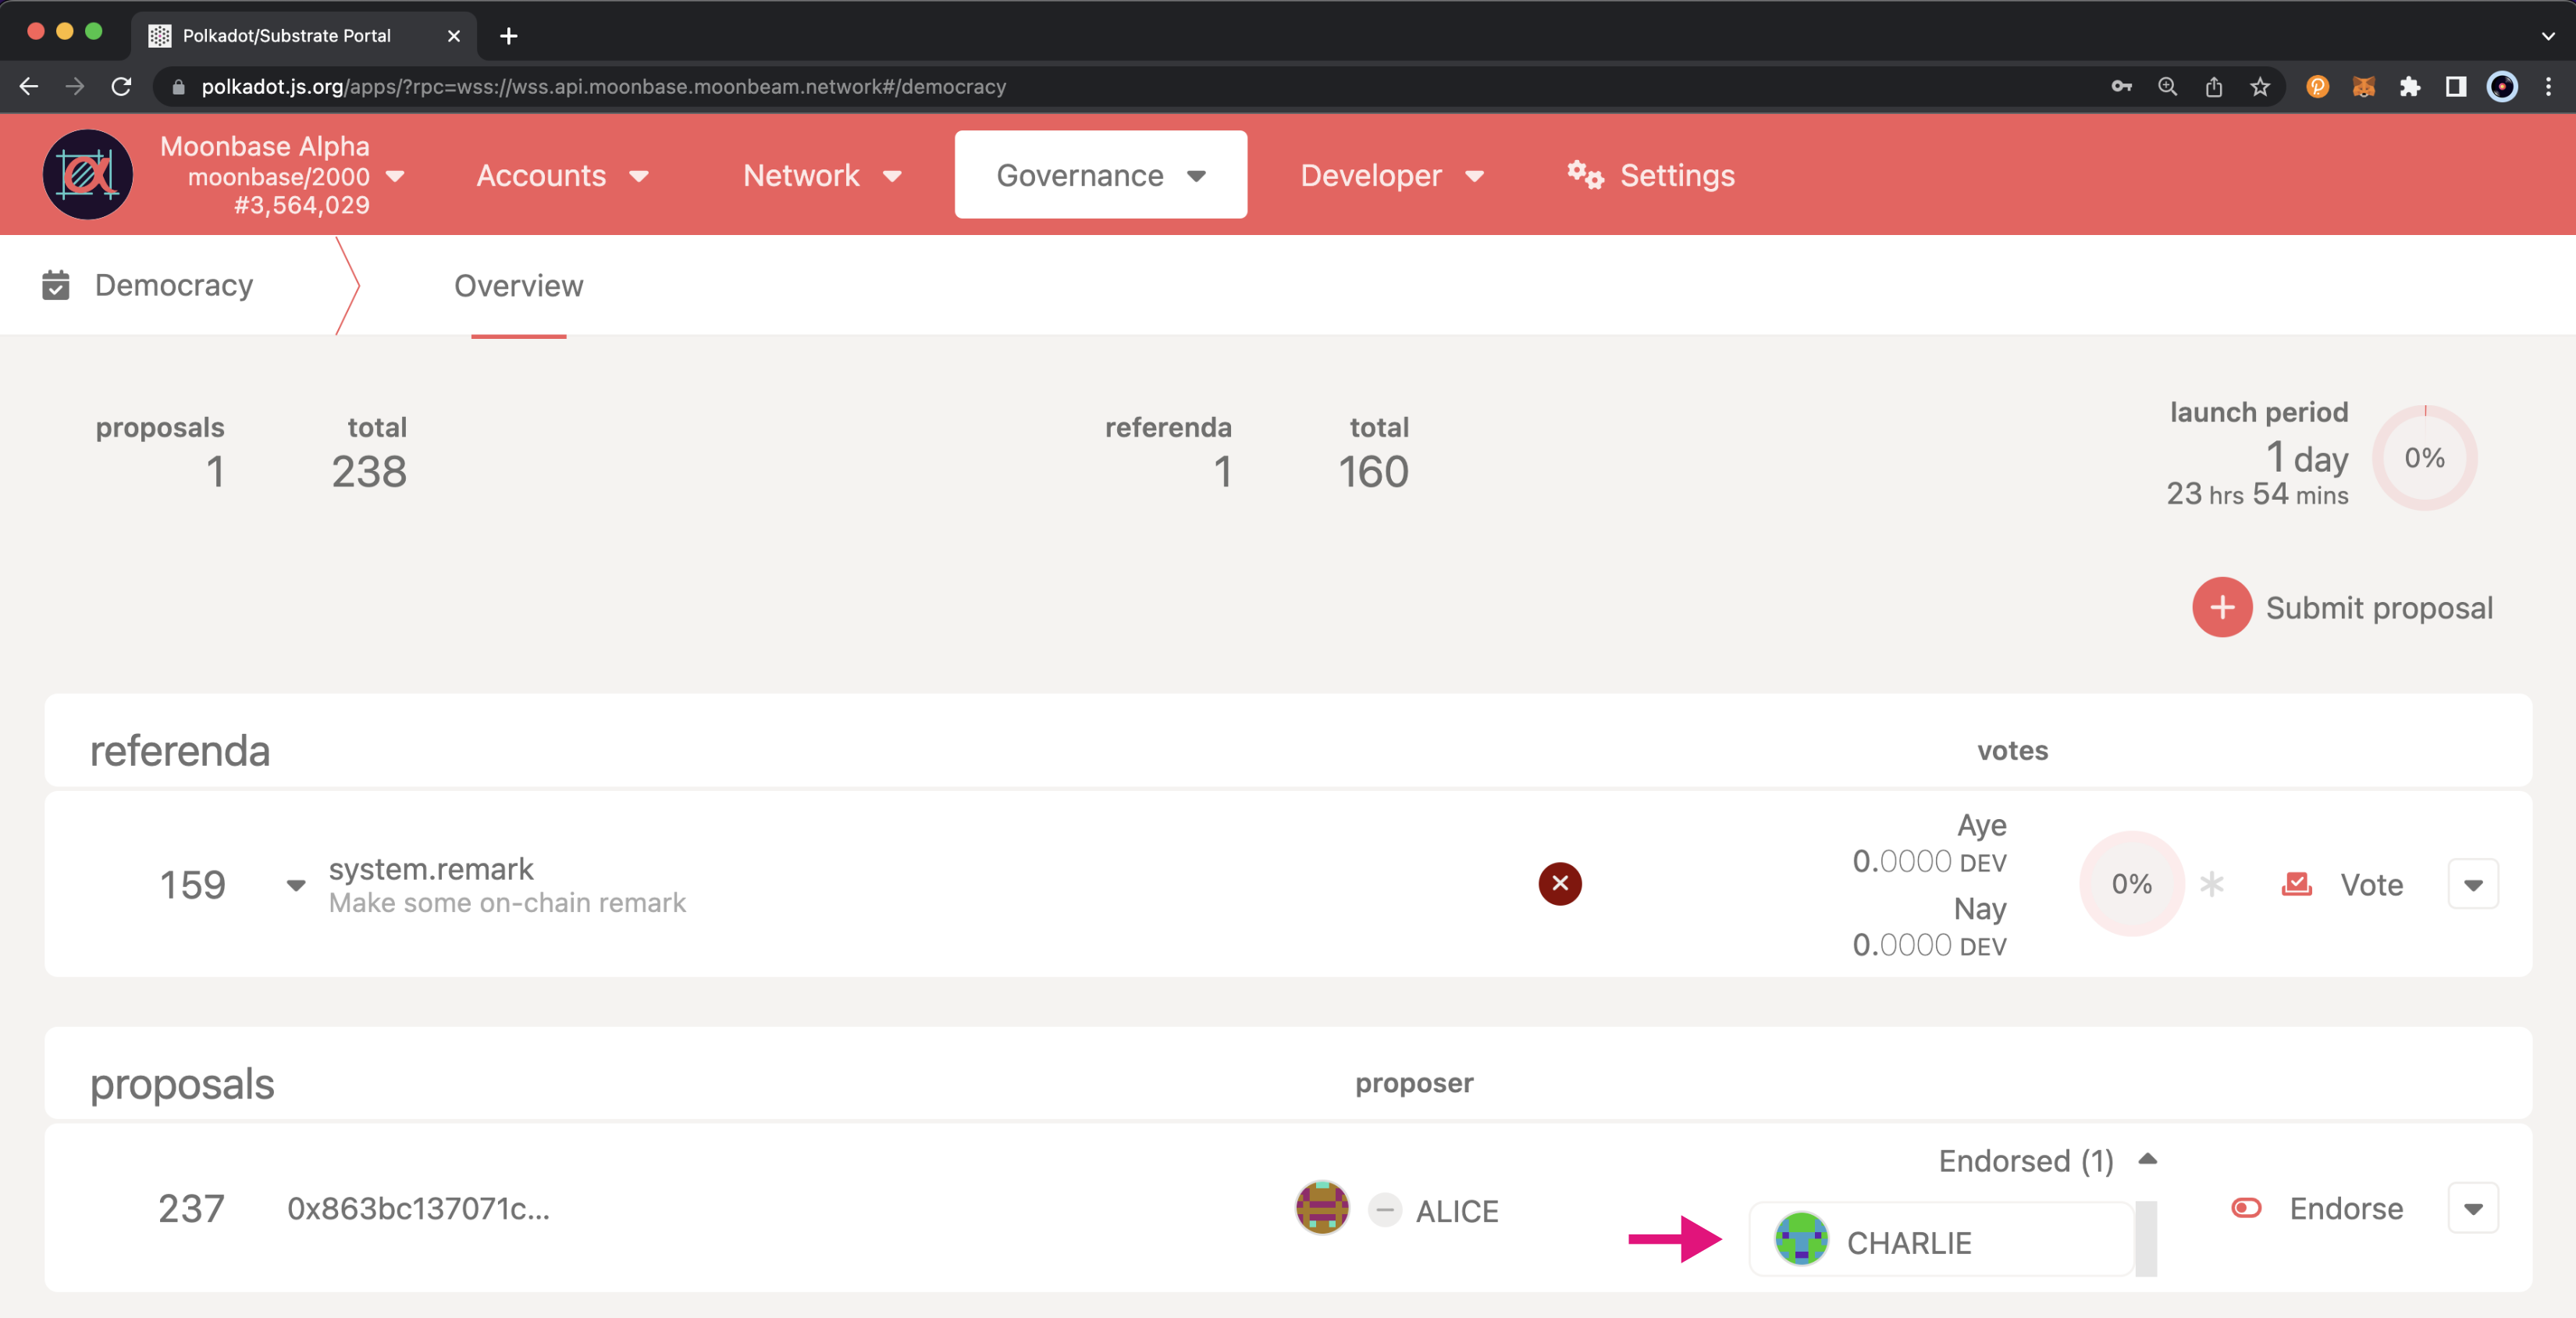 Polkadot/Substrate Portal
polkadot.js.org/apps/?rpc=wss://wss.api.moonbase.moonbeam.network#/democracy
Moonbase Alpha
moonbase/2000
#3,564,029
Accounts
Network
Governance
Developer
Settings
Democracy
Overview
proposals
1
total
238
referenda
1
total
160
launch period
1 day
23 hrs 54 mins
0%
Submit proposal
referenda
votes
159
system.remark
Make some on-chain remark
Aye
0.0000 DEV
Nay
0.0000 DEV
0%
Vote
proposals
proposer
237
0x863bc137071c...
ALICE
Endorsed (1)
CHARLIE
Endorse